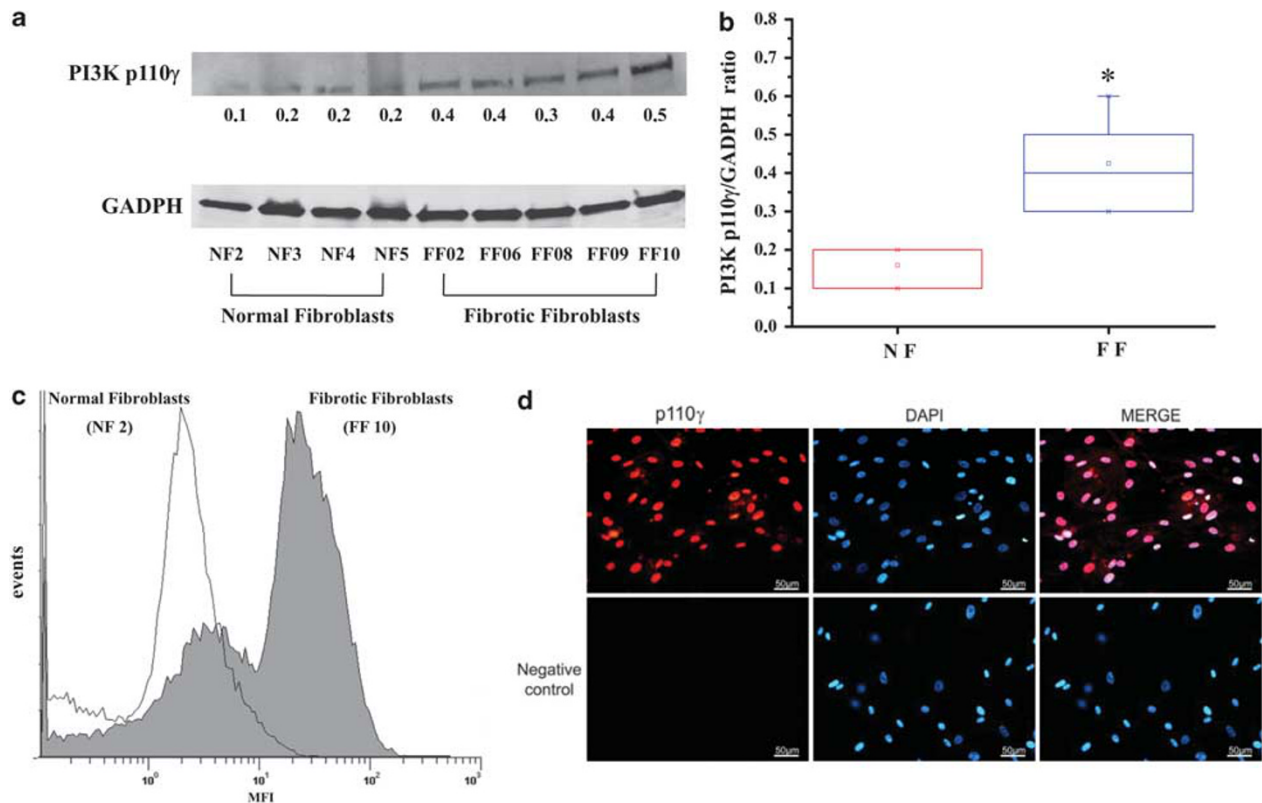 a
PI3K p110γ
0.1 0.2 0.2 0.2 0.4 0.4 0.3 0.4 0.5
GADPH
NF2 NF3 NF4 NF5 FF02 FF06 FF08 FF09 FF10
Normal Fibroblasts Fibrotic Fibroblasts
b
PI3K p110γ/GADPH ratio
0.8
0.7
0.6
0.5
0.4
0.3
0.2
0.1
0.0
*
N F F F
c
Normal Fibroblasts
(NF 2)
Fibrotic Fibroblasts
(FF 10)
events
10⁰ 10¹ 10² 10³
MFI
d
p110γ DAPI MERGE
50µm 50µm 50µm
Negative
control
50µm 50µm 50µm